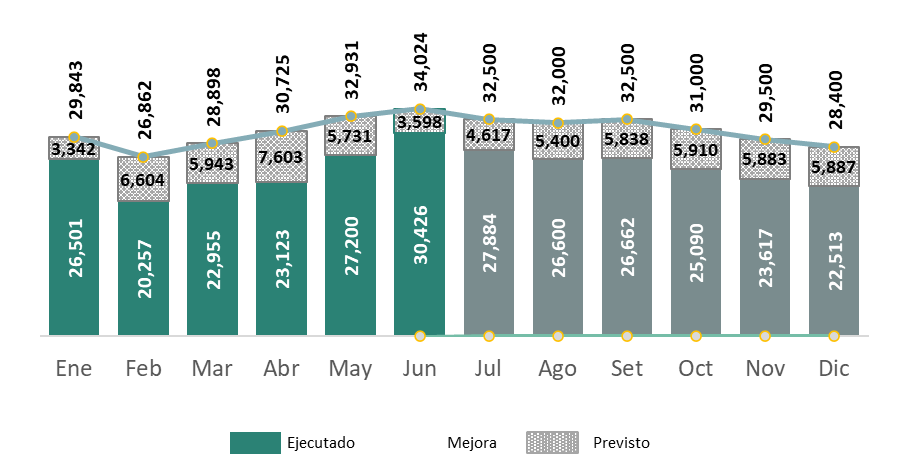 29,843 26,862 28,898 30,725 32,931 34,024 32,500 32,000 32,500 31,000 29,500 28,400
3,342 6,604 5,943 7,603 5,731 3,598 4,617 5,400 5,838 5,910 5,883 5,887
26,501 20,257 22,955 23,123 27,200 30,426 27,884 26,600 26,662 25,090 23,617 22,513
Ene Feb Mar Abr May Jun Jul Ago Set Oct Nov Dic
Ejecutado Mejora Previsto